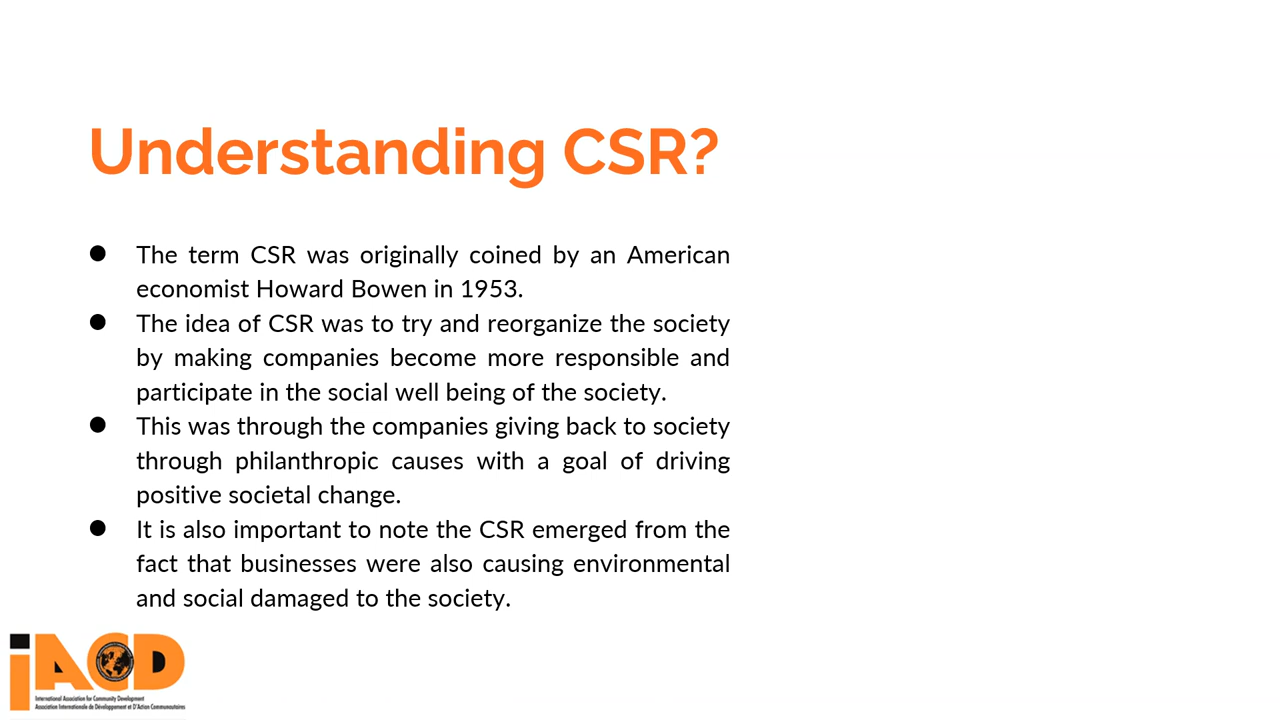 Understanding CSR?
● The term CSR was originally coined by an American
economist Howard Bowen in 1953.
● The idea of CSR was to try and reorganize the society
by making companies become more responsible and
participate in the social well being of the society.
● This was through the companies giving back to society
through philanthropic causes with a goal of driving
positive societal change.
● It is also important to note the CSR emerged from the
fact that businesses were also causing environmental
and social damaged to the society.
iACD
International Association for Community Development
Association Internationale de Développement et D'Action Communautaires